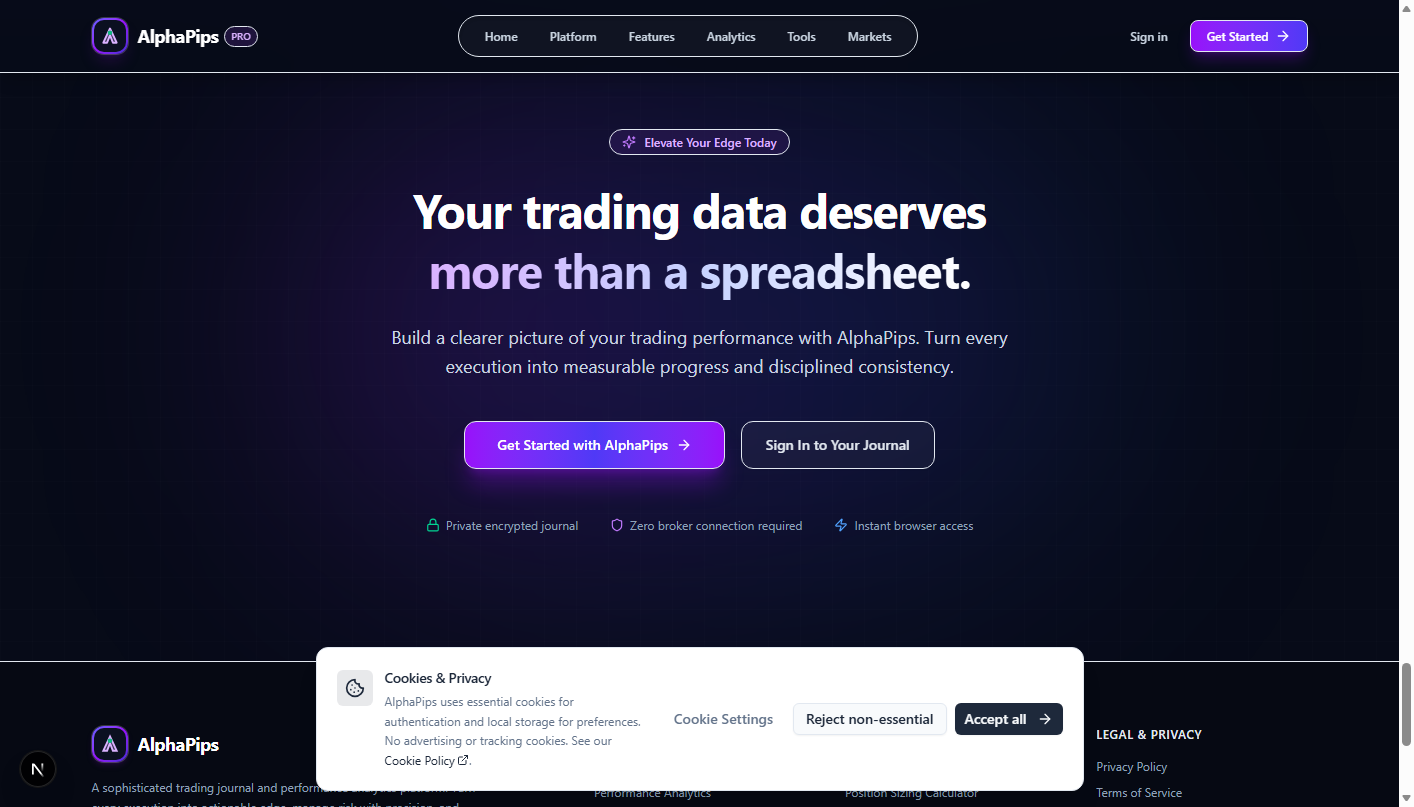 AlphaPips PRO
Home Platform Features Analytics Tools Markets
Sign in Get Started
Elevate Your Edge Today
Your trading data deserves
more than a spreadsheet.
Build a clearer picture of your trading performance with AlphaPips. Turn every
execution into measurable progress and disciplined consistency.
Get Started with AlphaPips Sign In to Your Journal
Private encrypted journal Zero broker connection required Instant browser access
Cookies & Privacy
AlphaPips uses essential cookies for
authentication and local storage for preferences.
No advertising or tracking cookies. See our
Cookie Policy.
Cookie Settings Reject non-essential Accept all
AlphaPips
N
A sophisticated trading journal and
Performance Analytics
Position Sizing Calculator
LEGAL & PRIVACY
Privacy Policy
Terms of Service